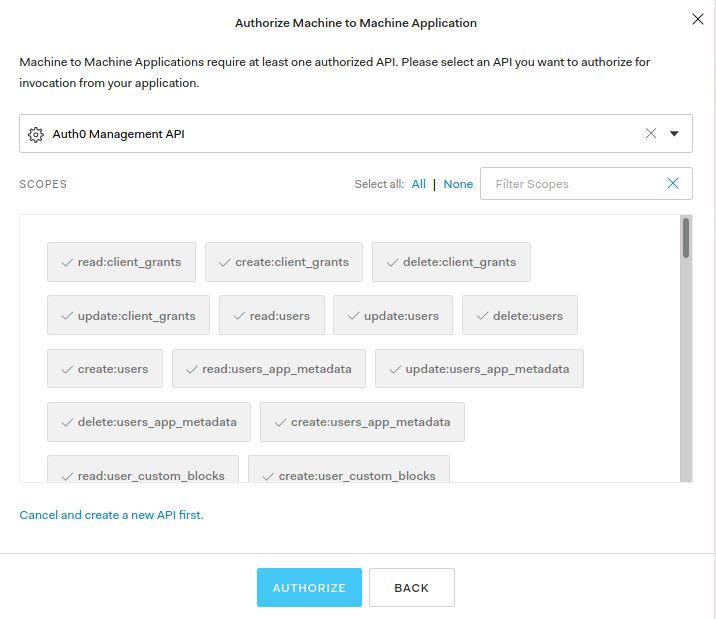 Authorize Machine to Machine Application
Machine to Machine Applications require at least one authorized API. Please select an API you want to authorize for
invocation from your application.
Auth0 Management API
SCOPES Select all: All | None Filter Scopes
read:client_grants create:client_grants delete:client_grants
update:client_grants read:users update:users delete:users
create:users read:users_app_metadata update:users_app_metadata
delete:users_app_metadata create:users_app_metadata
read:user_custom_blocks create:user_custom_blocks
Cancel and create a new API first.
AUTHORIZE BACK